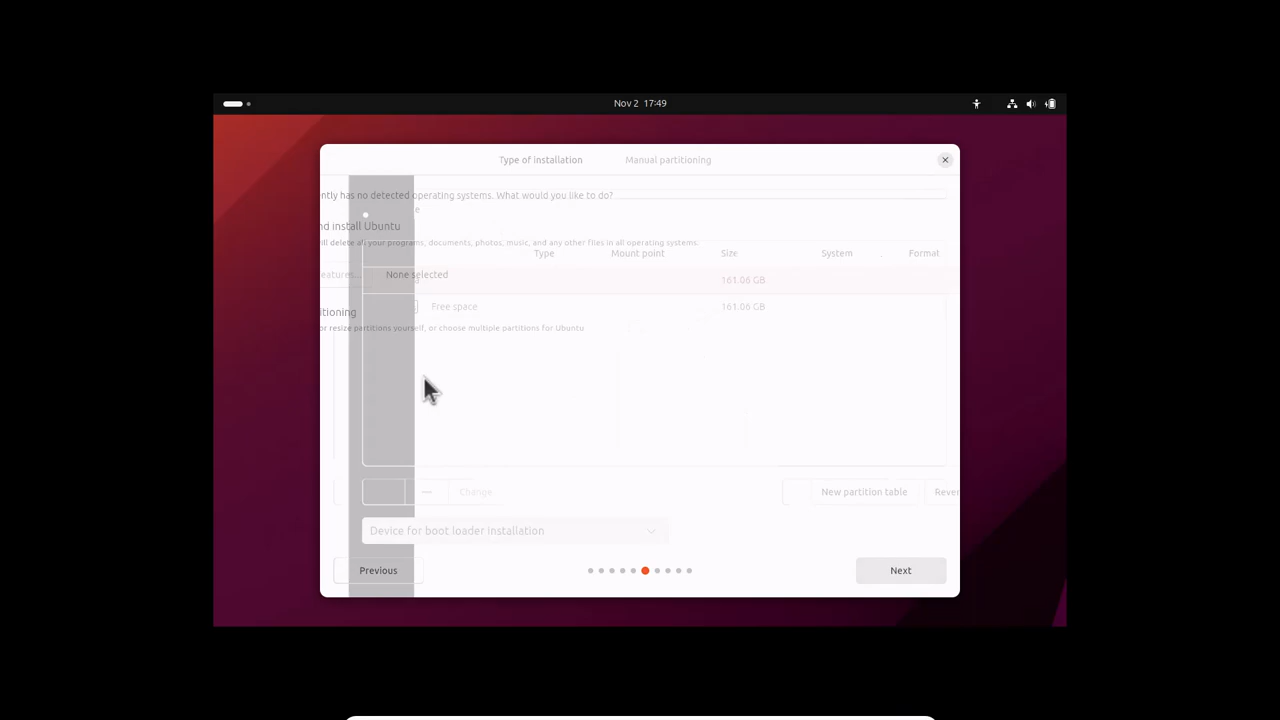 Nov 2 17:49
Type of installation Manual partitioning
ntly has no detected operating systems. What would you like to do?
nd install Ubuntu
will delete all your programs, documents, photos, music, and any other files in all operating systems.
Type Mount point Size System Format
eatures... None selected
161.06 GB
Free space 161.06 GB
itioning
or resize partitions yourself, or choose multiple partitions for Ubuntu
Change New partition table Rever
Device for boot loader installation
Previous Next